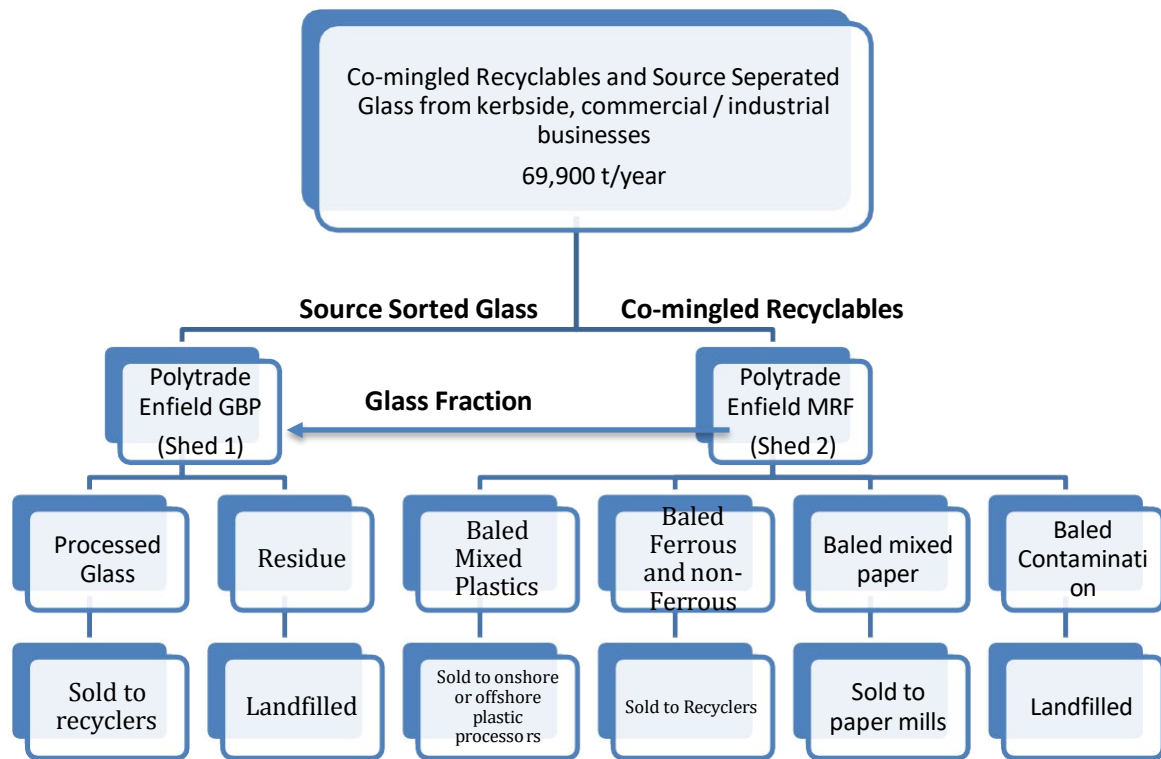 Co-mingled Recyclables and Source Seperated
Glass from kerbside, commercial / industrial
businesses
69,900 t/year
Source Sorted Glass
Co-mingled Recyclables
Polytrade
Enfield GBP
(Shed 1)
Glass Fraction
Polytrade
Enfield MRF
(Shed 2)
Processed
Glass
Residue
Baled
Mixed
Plastics
Baled
Ferrous
and non-
Ferrous
Baled mixed
paper
Baled
Contaminati
on
Sold to
recyclers
Landfilled
Sold to onshore
or offshore
plastic
processors
Sold to Recyclers
Sold to
paper mills
Landfilled